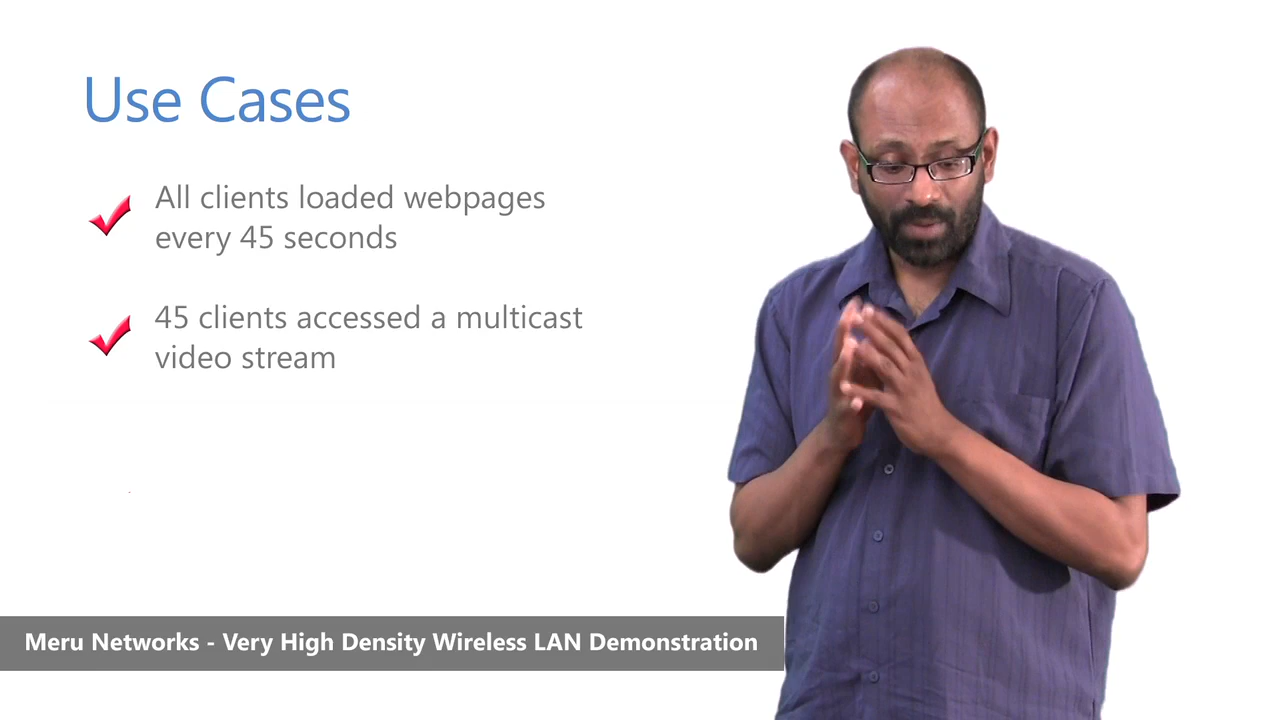 Use Cases
All clients loaded webpages
every 45 seconds
45 clients accessed a multicast
video stream
Meru Networks - Very High Density Wireless LAN Demonstration